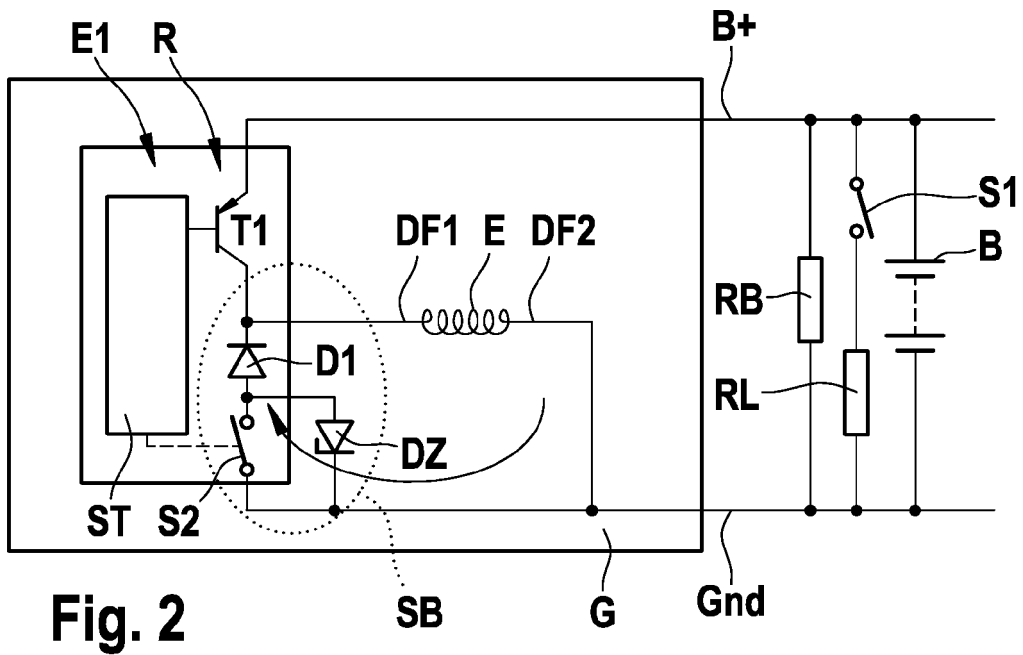 B+
E1 R
T1
S1
DF1 E DF2
B
RB
D1
RL
DZ
ST S2
SB
G
Gnd
Fig. 2